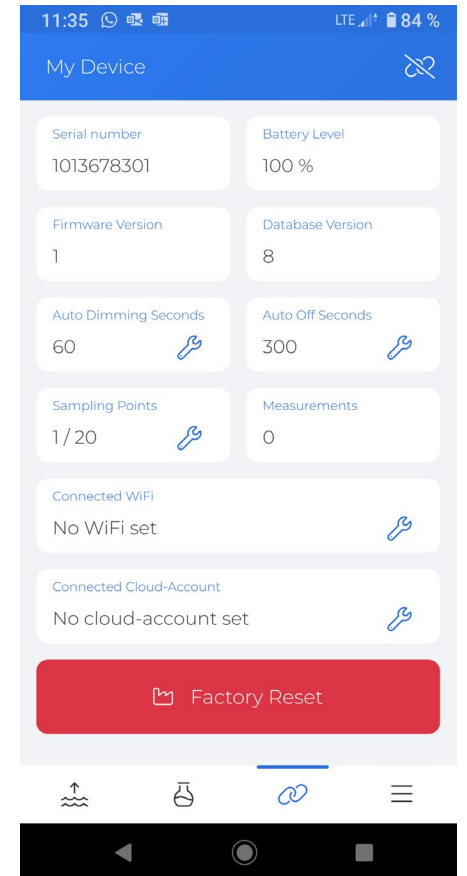 11:35 LTE 84 %
My Device
Serial number Battery Level
1013678301 100 %
Firmware Version Database Version
1 8
Auto Dimming Seconds Auto Off Seconds
60 300
Sampling Points Measurements
1 / 20 0
Connected WiFi
No WiFi set
Connected Cloud-Account
No cloud-account set
Factory Reset